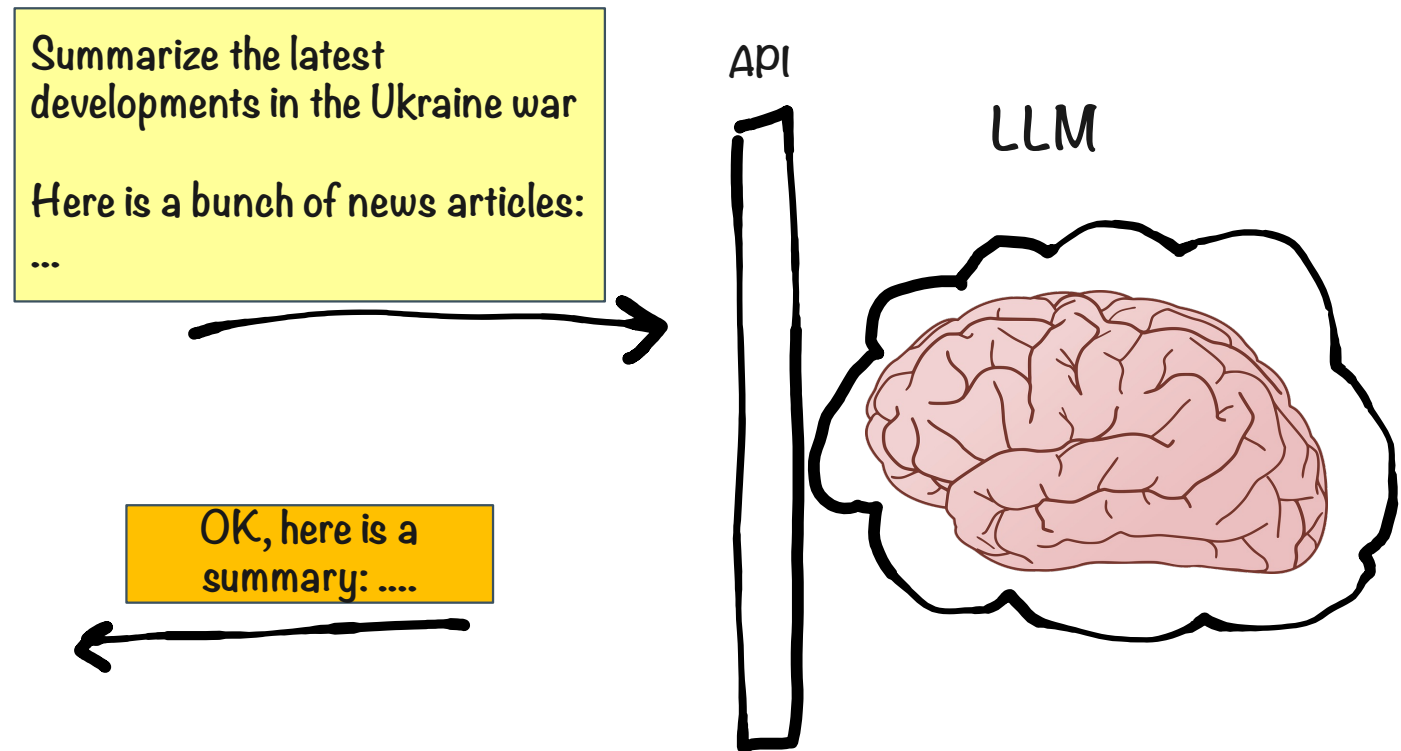 Summarize the latest
developments in the Ukraine war
Here is a bunch of news articles:
...
API
LLM
OK, here is a
summary: ....